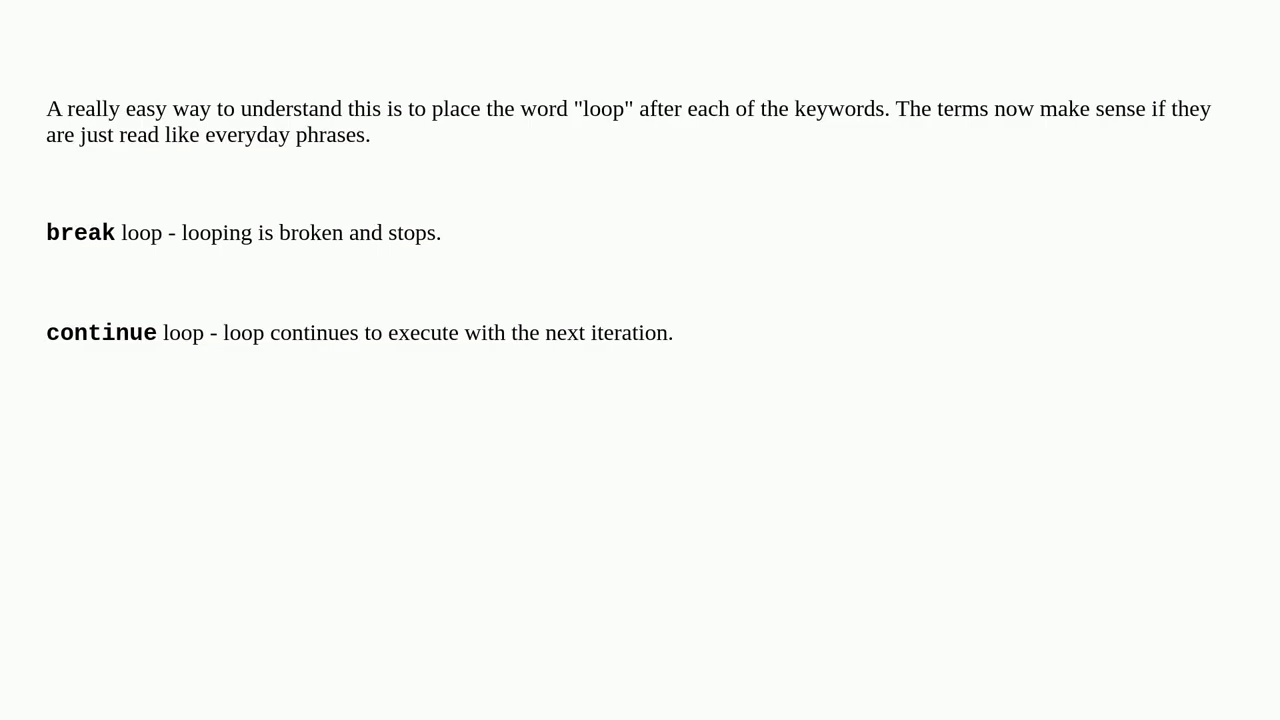 A really easy way to understand this is to place the word "loop" after each of the keywords. The terms now make sense if they
are just read like everyday phrases.
break loop - looping is broken and stops.
continue loop - loop continues to execute with the next iteration.